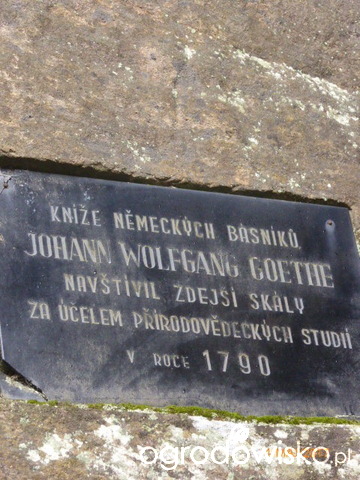 KNÍŽE NĚMECKÝCH BÁSNÍKŮ,
JOHANN WOLFGANG GOETHE
NAVŠTÍVIL ZDEJŠÍ SKÁLY
ZA ÚČELEM PŘÍRODOVĚDECKÝCH STUDIÍ
V ROCE 1790
ogrodowisko.pl